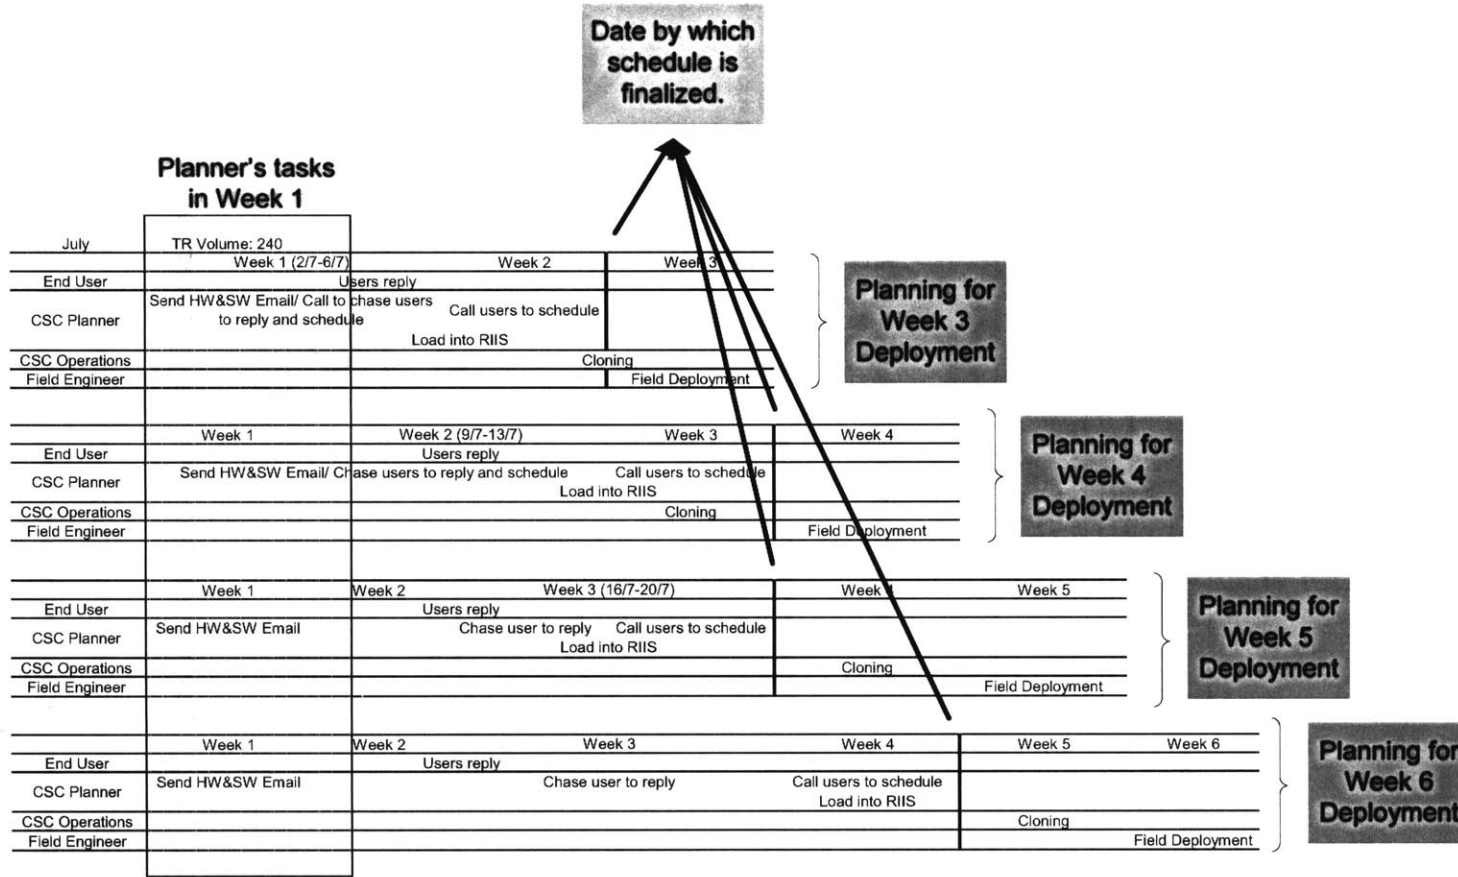 Date by which
schedule is
finalized.
Planner's tasks
in Week 1
July TR Volume: 240
Week 1 (2/7-6/7) Week 2 Week 3
End User Users reply
Send HW&SW Email/ Call to chase users
CSC Planner to reply and schedule Call users to schedule
Load into RIIS
CSC Operations Cloning
Field Engineer Field Deployment
Planning for
Week 3
Deployment
Week 1 Week 2 (9/7-13/7) Week 3 Week 4
End User Users reply
CSC Planner Send HW&SW Email/ Chase users to reply and schedule Call users to schedule
Load into RIIS
CSC Operations Cloning
Field Engineer Field Deployment
Planning for
Week 4
Deployment
Week 1 Week 2 Week 3 (16/7-20/7) Week 4 Week 5
End User Users reply
CSC Planner Send HW&SW Email Chase user to reply Call users to schedule
Load into RIIS
CSC Operations Cloning
Field Engineer Field Deployment
Planning for
Week 5
Deployment
Week 1 Week 2 Week 3 Week 4 Week 5 Week 6
End User Users reply
CSC Planner Send HW&SW Email Chase user to reply Call users to schedule
Load into RIIS
CSC Operations Cloning
Field Engineer Field Deployment
Planning for
Week 6
Deployment